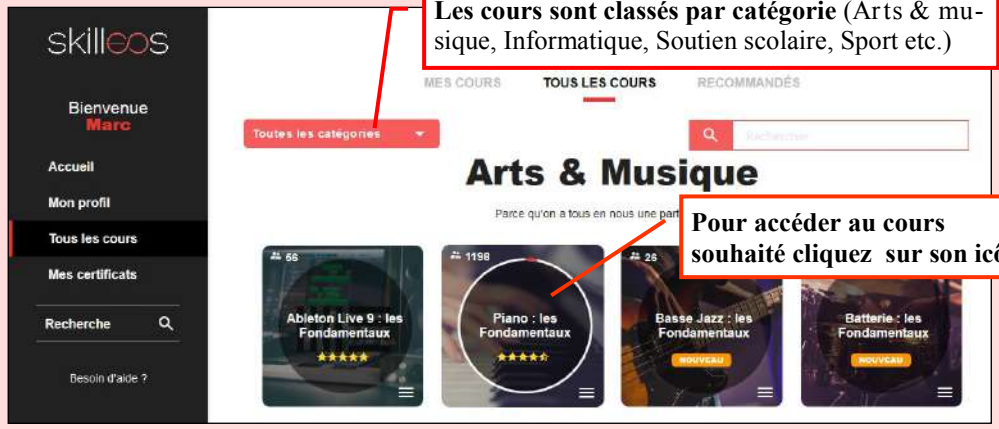 Les cours sont classés par catégorie (Arts & mu-
sique, Informatique, Soutien scolaire, Sport etc.)
skilleos
Bienvenue
Marc
Accueil
Mon profil
Tous les cours
Mes certificats
Recherche
Besoin d'aide ?
MES COURS TOUS LES COURS RECOMMANDÉS
Toutes les catégories
Rechercher
Arts & Musique
Parce qu'on a tous en nous une part
Pour accéder au cours
souhaité cliquez sur son icô
56
Ableton Live 9 : les
Fondamentaux
1198
Piano : les
Fondamentaux
26
Basse Jazz : les
Fondamentaux
NOUVEAU
Batterie : les
Fondamentaux
NOUVEAU